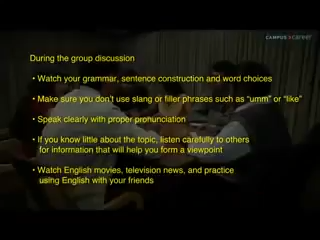 CAMPUS career
During the group discussion
• Watch your grammar, sentence construction and word choices
• Make sure you don't use slang or filler phrases such as “umm” or “like”
• Speak clearly with proper pronunciation
• If you know little about the topic, listen carefully to others
for information that will help you form a viewpoint
• Watch English movies, television news, and practice
using English with your friends